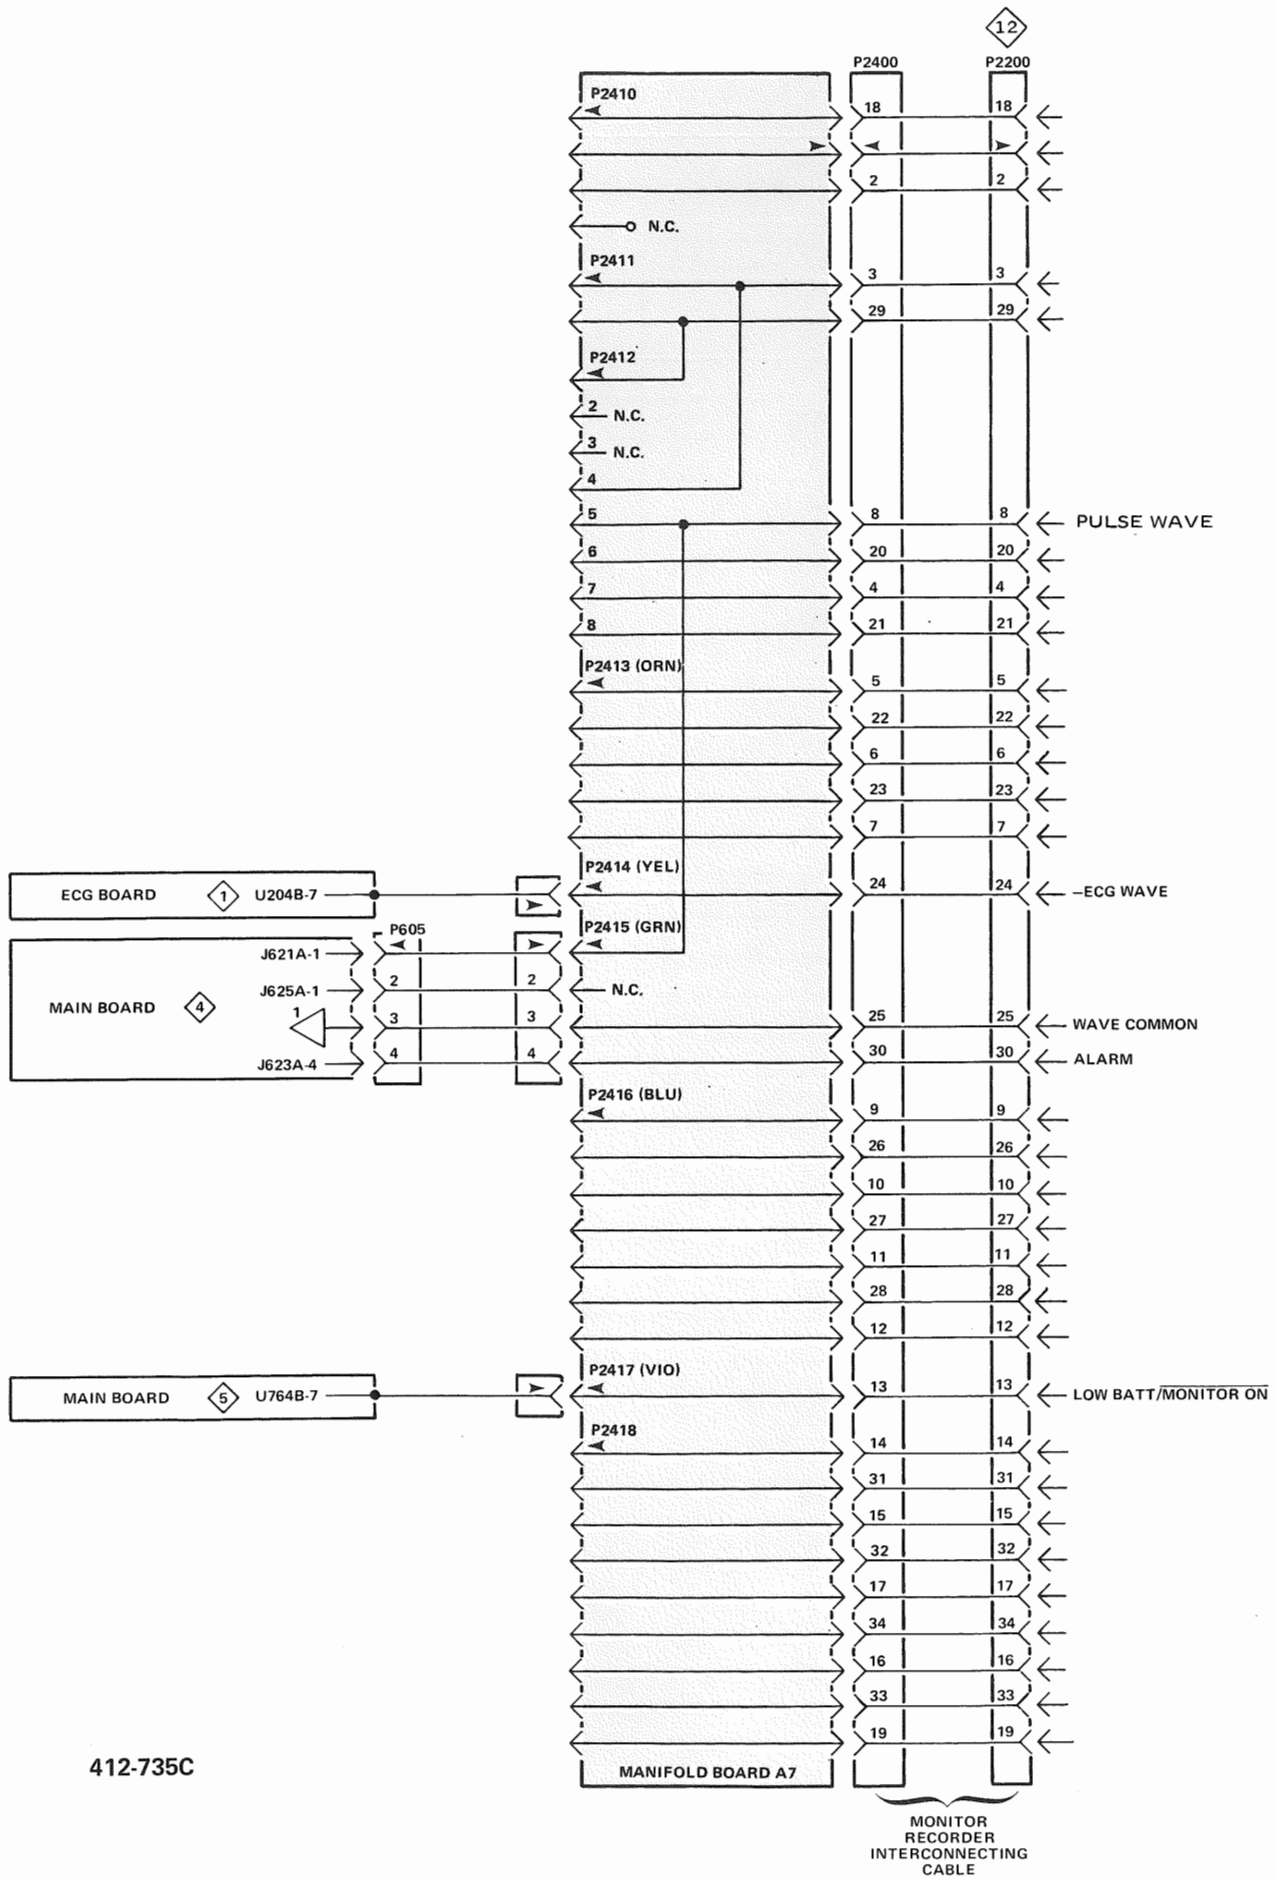 12
P2400 P2200
P2410
18 18
2 2
N.C.
P2411
3 3
29 29
P2412
2 N.C.
3 N.C.
4
5 8 8 PULSE WAVE
6 20 20
7 4 4
8 21 21
P2413 (ORN)
5 5
22 22
6 6
23 23
7 7
P2414 (YEL)
ECG BOARD 1 U204B-7 24 24 –ECG WAVE
P2415 (GRN)
P605
J621A-1
J625A-1 2 2 N.C.
MAIN BOARD 4
1 3 3 25 25 WAVE COMMON
J623A-4 4 4 30 30 ALARM
P2416 (BLU)
9 9
26 26
10 10
27 27
11 11
28 28
12 12
P2417 (VIO)
MAIN BOARD 5 U764B-7 13 13 LOW BATT/MONITOR ON
P2418
14 14
31 31
15 15
32 32
17 17
34 34
16 16
33 33
19 19
412-735C
MANIFOLD BOARD A7
MONITOR
RECORDER
INTERCONNECTING
CABLE